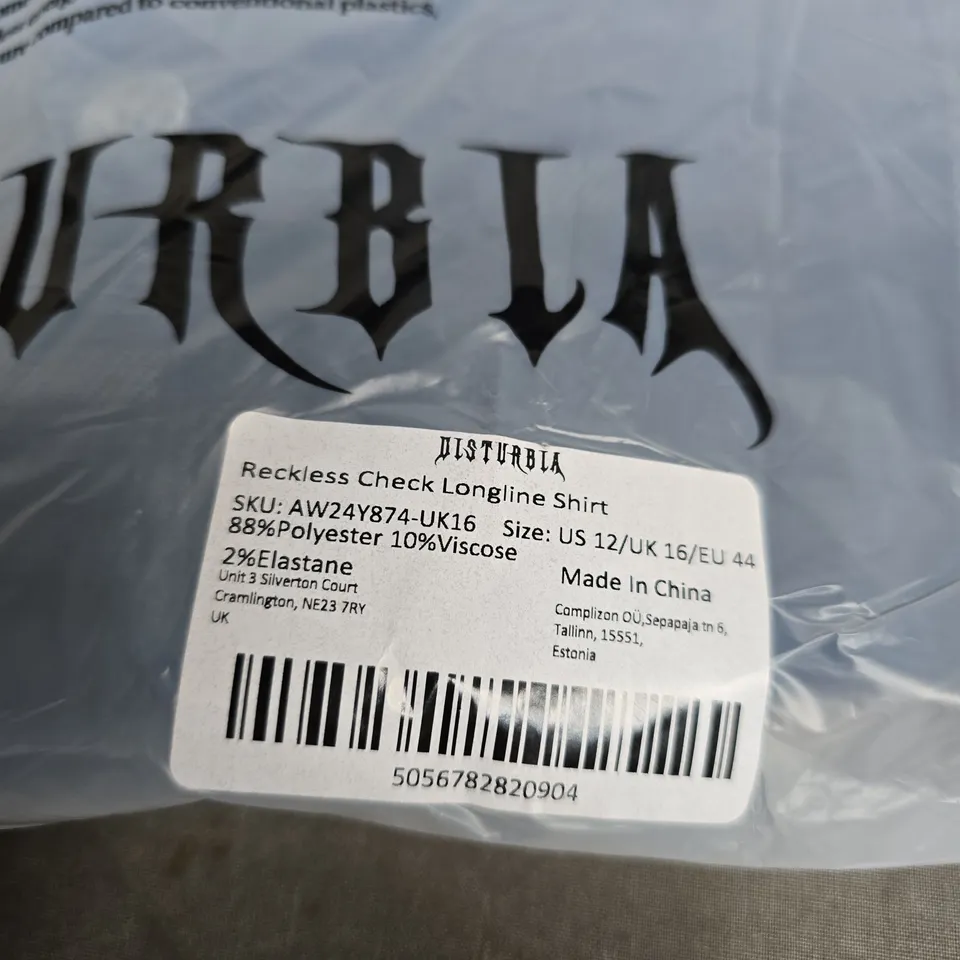 compared to conventional plastics,
URBIA
DISTURBIA
Reckless Check Longline Shirt
SKU: AW24Y874-UK16 Size: US 12/UK 16/EU 44
88%Polyester 10%Viscose
2%Elastane
Made In China
Unit 3 Silverton Court
Cramlington, NE23 7RY
UK
Complizon OÜ,Sepapaja tn 6,
Tallinn, 15551,
Estonia
5056782820904